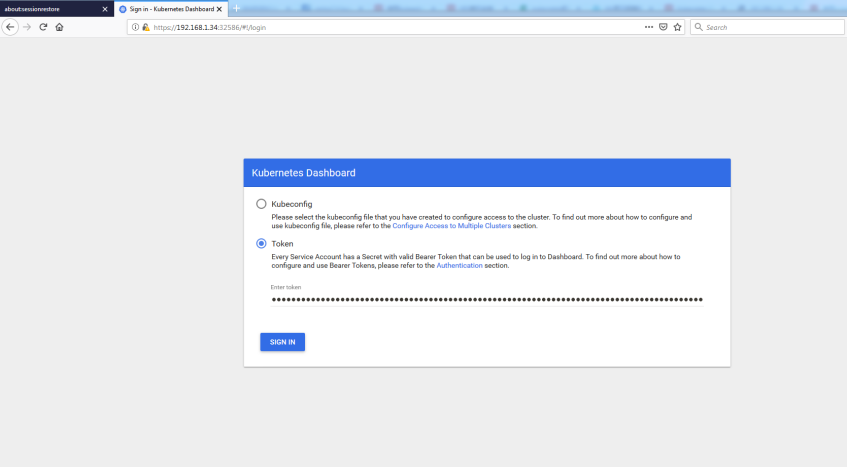 about:sessionrestore
Sign in - Kubernetes Dashboard
https://192.168.1.34:32586/#!/login
Search
Kubernetes Dashboard
Kubeconfig
Please select the kubeconfig file that you have created to configure access to the cluster. To find out more about how to configure and
use kubeconfig file, please refer to the Configure Access to Multiple Clusters section.
Token
Every Service Account has a Secret with valid Bearer Token that can be used to log in to Dashboard. To find out more about how to
configure and use Bearer Tokens, please refer to the Authentication section.
Enter token
SIGN IN